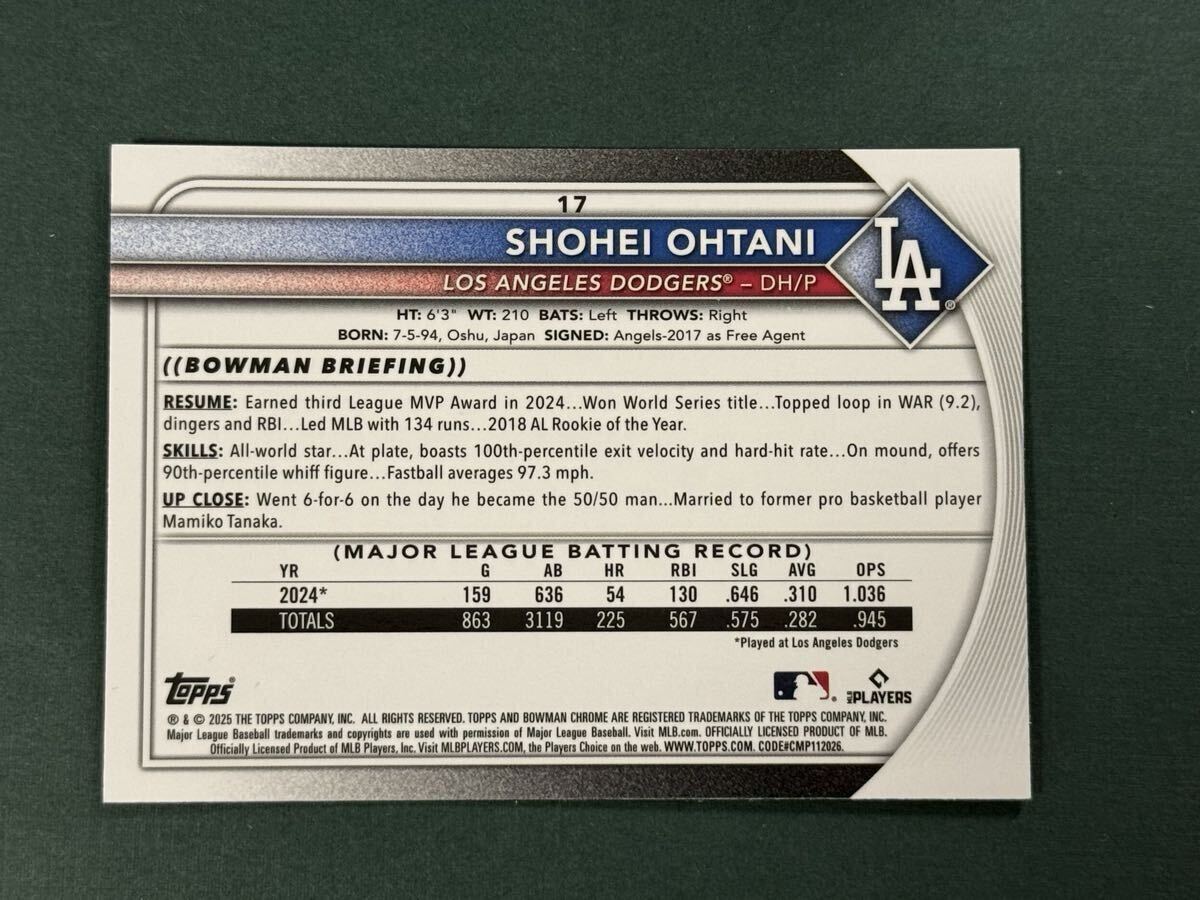 17
SHOHEI OHTANI
LA®
LOS ANGELES DODGERS® – DH/P
HT: 6'3" WT: 210 BATS: Left THROWS: Right
BORN: 7-5-94, Oshu, Japan SIGNED: Angels-2017 as Free Agent
((BOWMAN BRIEFING))
RESUME: Earned third League MVP Award in 2024...Won World Series title...Topped loop in WAR (9.2),
dingers and RBI...Led MLB with 134 runs...2018 AL Rookie of the Year.
SKILLS: All-world star...At plate, boasts 100th-percentile exit velocity and hard-hit rate...On mound, offers
90th-percentile whiff figure...Fastball averages 97.3 mph.
UP CLOSE: Went 6-for-6 on the day he became the 50/50 man...Married to former pro basketball player
Mamiko Tanaka.
(MAJOR LEAGUE BATTING RECORD)
YR G AB HR RBI SLG AVG OPS
2024* 159 636 54 130 .646 .310 1.036
TOTALS 863 3119 225 567 .575 .282 .945
*Played at Los Angeles Dodgers
TOPPS® MLB PLAYERS
® & © 2025 THE TOPPS COMPANY, INC. ALL RIGHTS RESERVED. TOPPS AND BOWMAN CHROME ARE REGISTERED TRADEMARKS OF THE TOPPS COMPANY, INC.
Major League Baseball trademarks and copyrights are used with permission of Major League Baseball. Visit MLB.com. OFFICIALLY LICENSED PRODUCT OF MLB.
Officially Licensed Product of MLB Players, Inc. Visit MLBPLAYERS.COM, the Players Choice on the web. WWW.TOPPS.COM. CODE#CMP112026.